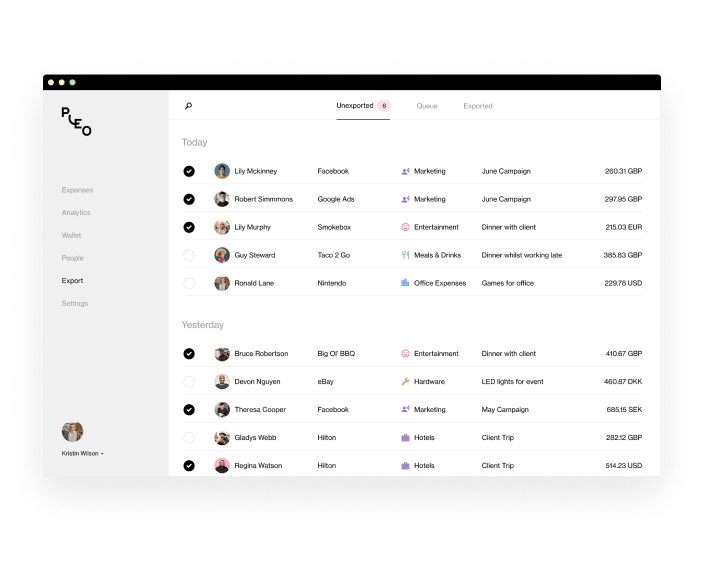 PLEO
Unexported 6 Queue Exported
Today
Expenses
Analytics
Wallet
People
Export
Settings
Kristin Wilson
Lily Mckinney Facebook Marketing June Campaign 260.31 GBP
Robert Simmmons Google Ads Marketing June Campaign 297.95 GBP
Lily Murphy Smokebox Entertainment Dinner with client 215.03 EUR
Guy Steward Taco 2 Go Meals & Drinks Dinner whilst working late 385.83 GBP
Ronald Lane Nintendo Office Expenses Games for office 229.78 USD
Yesterday
Bruce Robertson Big Ol' BBQ Entertainment Dinner with client 410.67 GBP
Devon Nguyen eBay Hardware LED lights for event 460.87 DKK
Theresa Cooper Facebook Marketing May Campaign 685.15 SEK
Gladys Webb Hilton Hotels Client Trip 282.12 GBP
Regina Watson Hilton Hotels Client Trip 514.23 USD